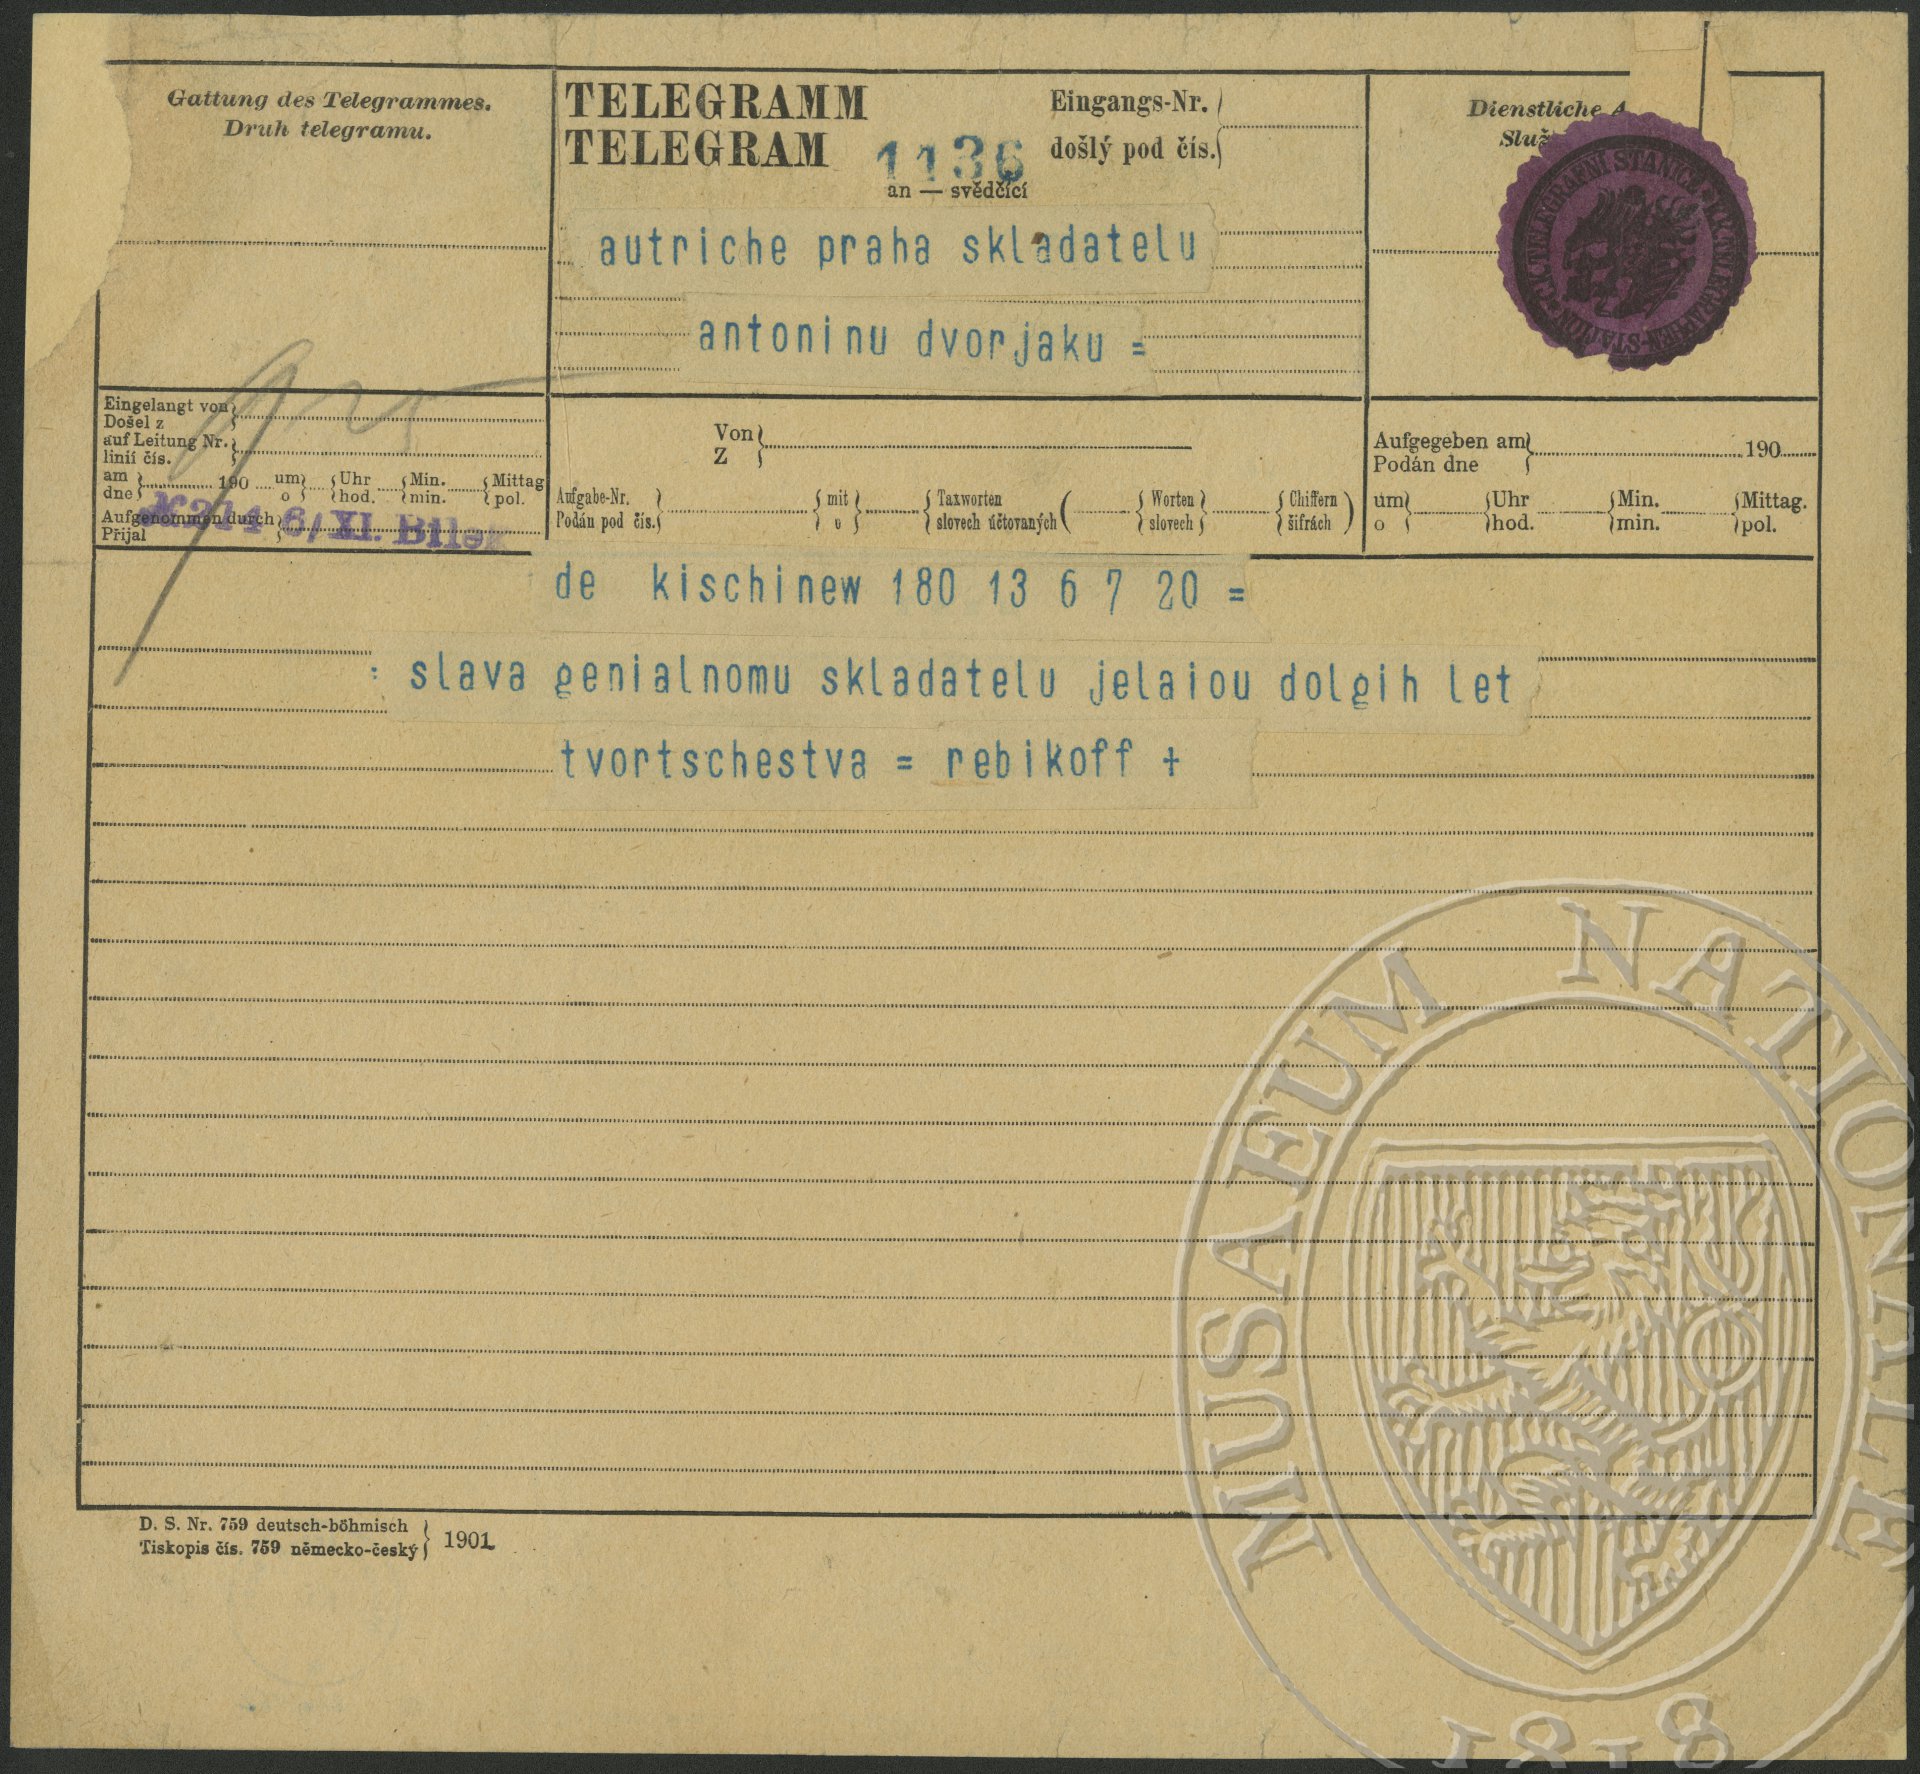 Gattung des Telegrammes.
Druh telegramu.
TELEGRAMM
TELEGRAM
1136
an — svědčící
Eingangs-Nr.
došlý pod čís.
Dienstliche A
Služ
autriche praha skladatelu
antoninu dvorjaku =
Eingelangt von
Došel z
auf Leitung Nr.
linií čís.
am 190 um Uhr Min. Mittag
dne o hod. min. pol.
Aufgenommen durch
Přijal
6/XI. Bílek
Von
Z
Aufgabe-Nr. mit Taxworten ( Worten Chiffern )
Podán pod čís. o slovech účtovaných slovech šifrách
Aufgegeben am 190
Podán dne
um Uhr Min. Mittag.
o hod. min. pol.
de kischinew 180 13 6 7 20 =
: slava genialnomu skladatelu jelaiou dolgih let
tvortschestva = rebikoff +
D. S. Nr. 759 deutsch-böhmisch
Tiskopis čís. 759 německo-český
1901
MUSAEUM NATIONALE
1818